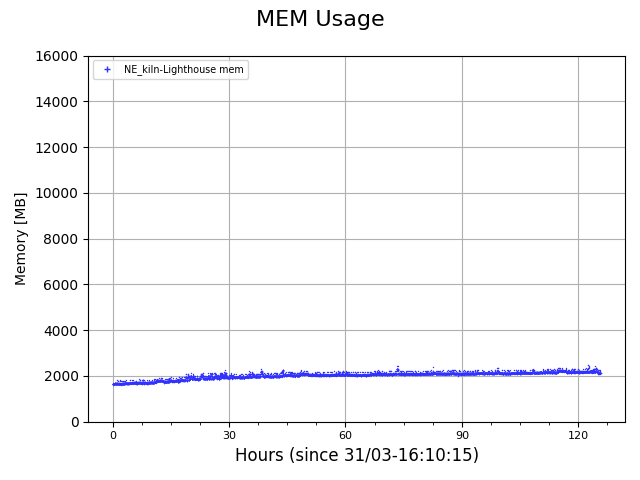 MEM Usage
16000
14000
12000
10000
8000
6000
4000
2000
0
NE_kiln-Lighthouse mem
Memory [MB]
0 30 60 90 120
Hours (since 31/03-16:10:15)